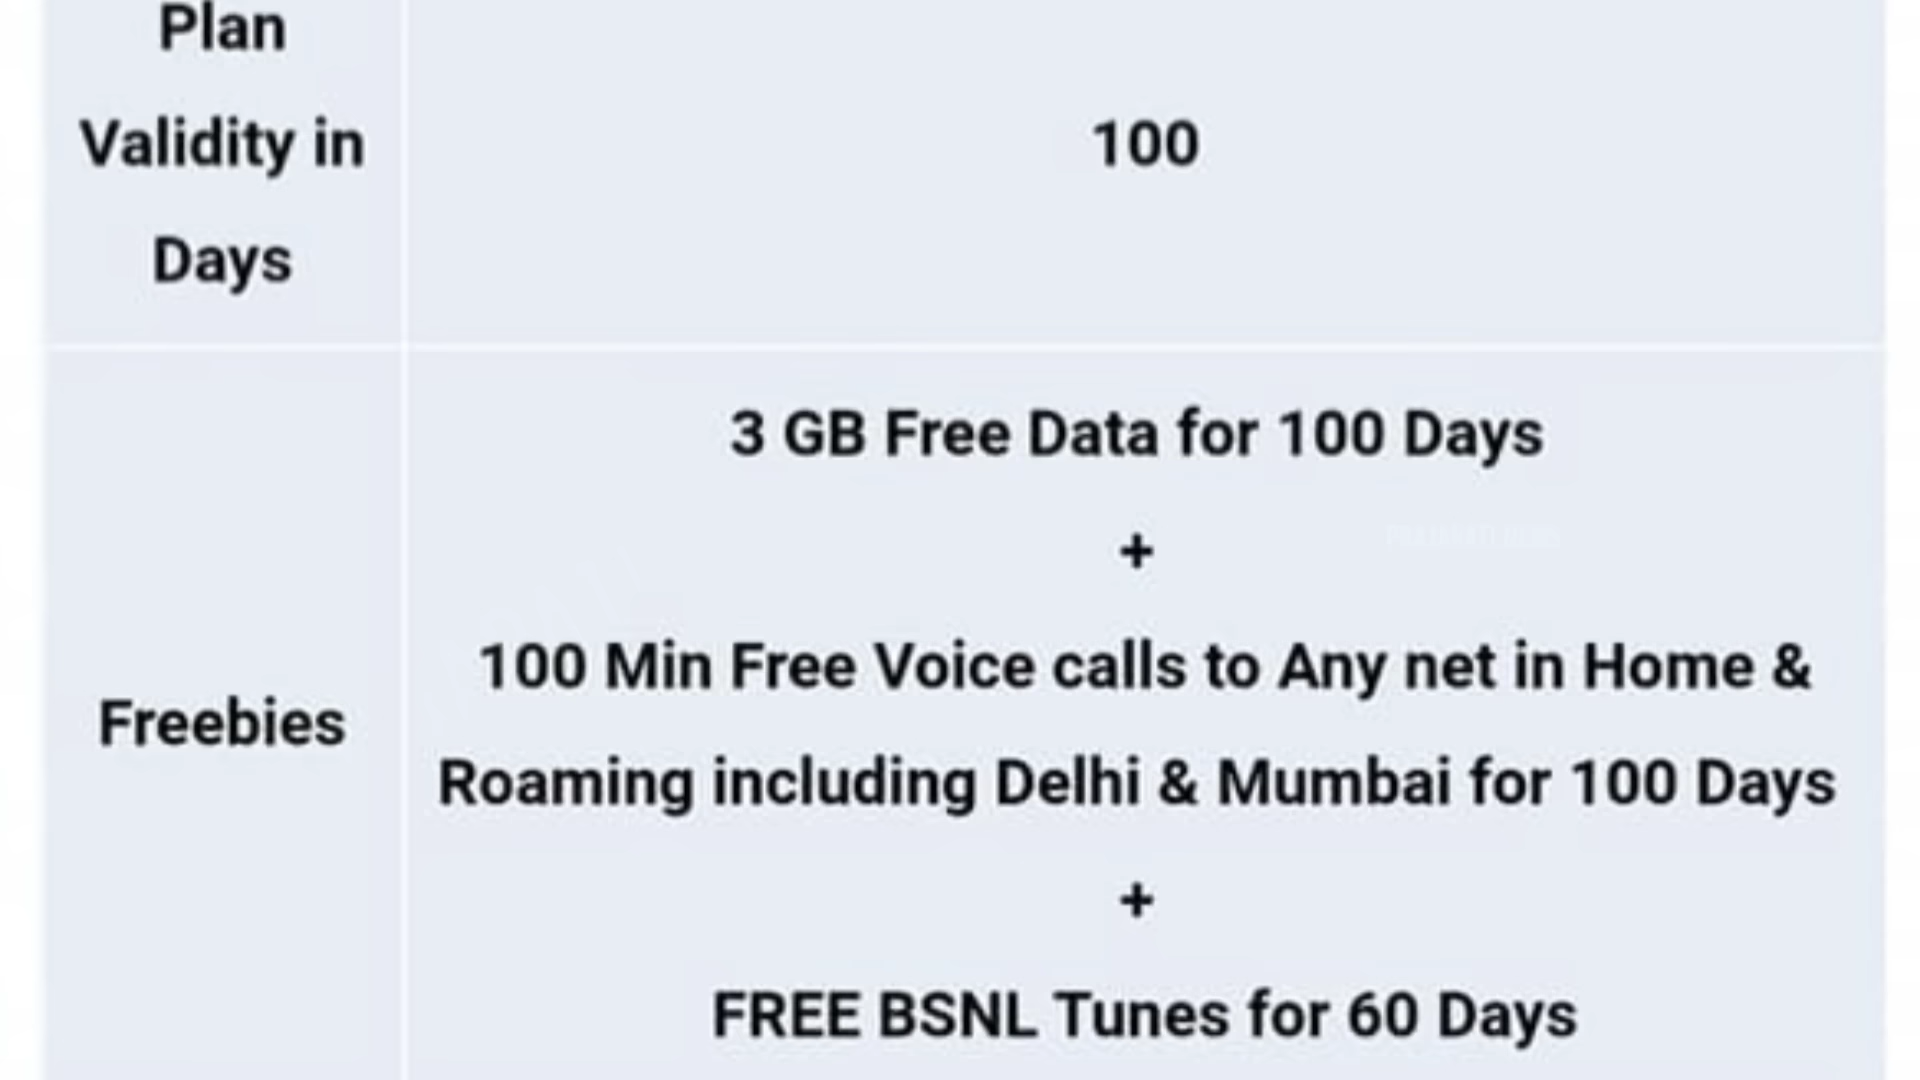 Plan
Validity in
Days
100
Freebies
3 GB Free Data for 100 Days
+
100 Min Free Voice calls to Any net in Home &
Roaming including Delhi & Mumbai for 100 Days
+
FREE BSNL Tunes for 60 Days